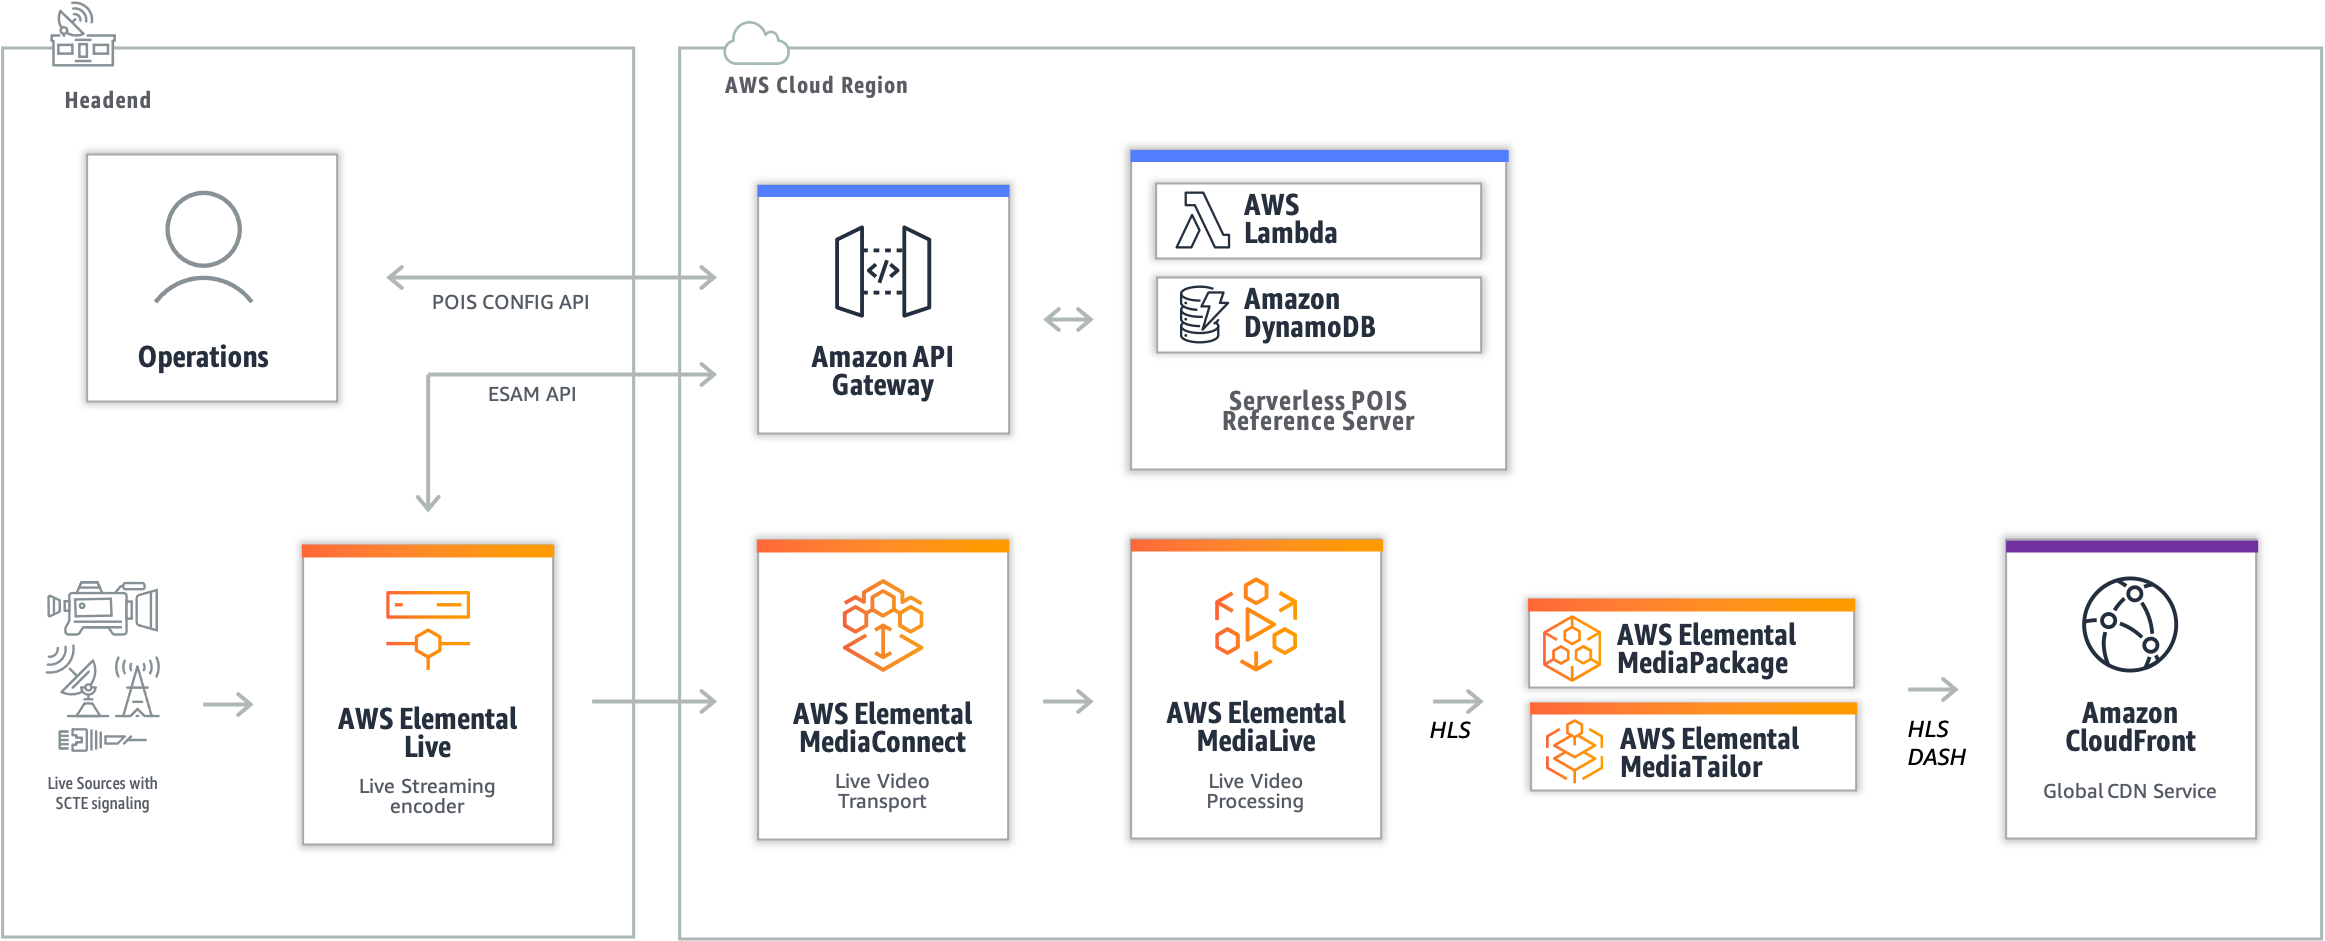 Headend
AWS Cloud Region
Operations
POIS CONFIG API
ESAM API
Amazon API
Gateway
</>
AWS
Lambda
Amazon
DynamoDB
Serverless POIS
Reference Server
Live Sources with
SCTE signaling
AWS Elemental
Live
Live Streaming
encoder
AWS Elemental
MediaConnect
Live Video
Transport
AWS Elemental
MediaLive
Live Video
Processing
HLS
AWS Elemental
MediaPackage
AWS Elemental
MediaTailor
HLS
DASH
Amazon
CloudFront
Global CDN Service